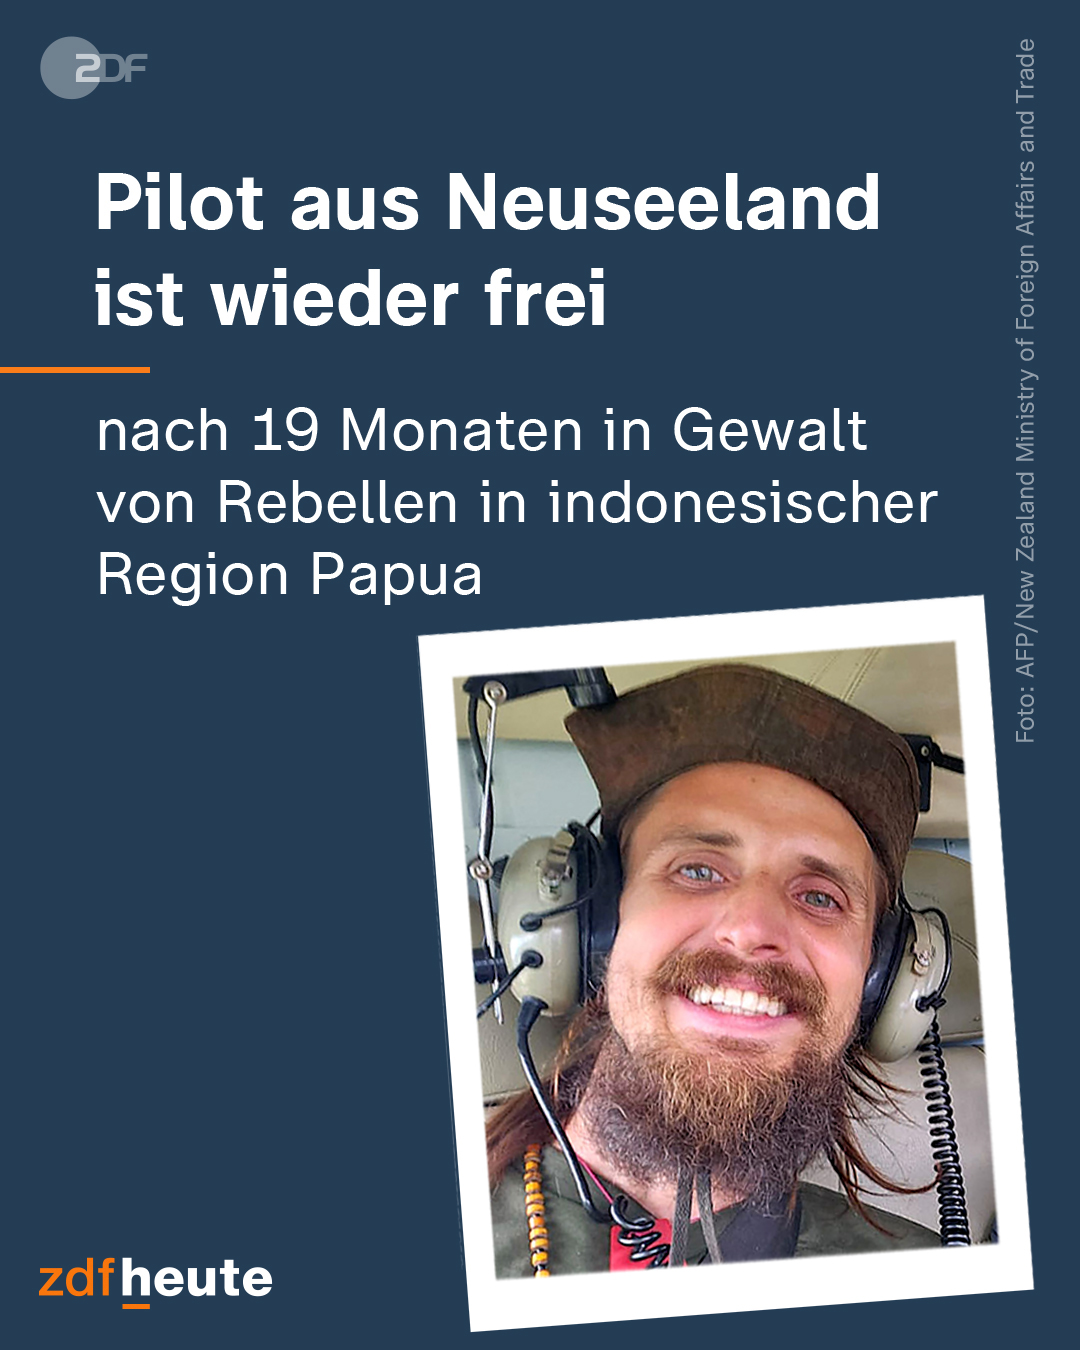 ZDF
Pilot aus Neuseeland
ist wieder frei
nach 19 Monaten in Gewalt
von Rebellen in indonesischer
Region Papua
Foto: AFP/New Zealand Ministry of Foreign Affairs and Trade
zdfheute